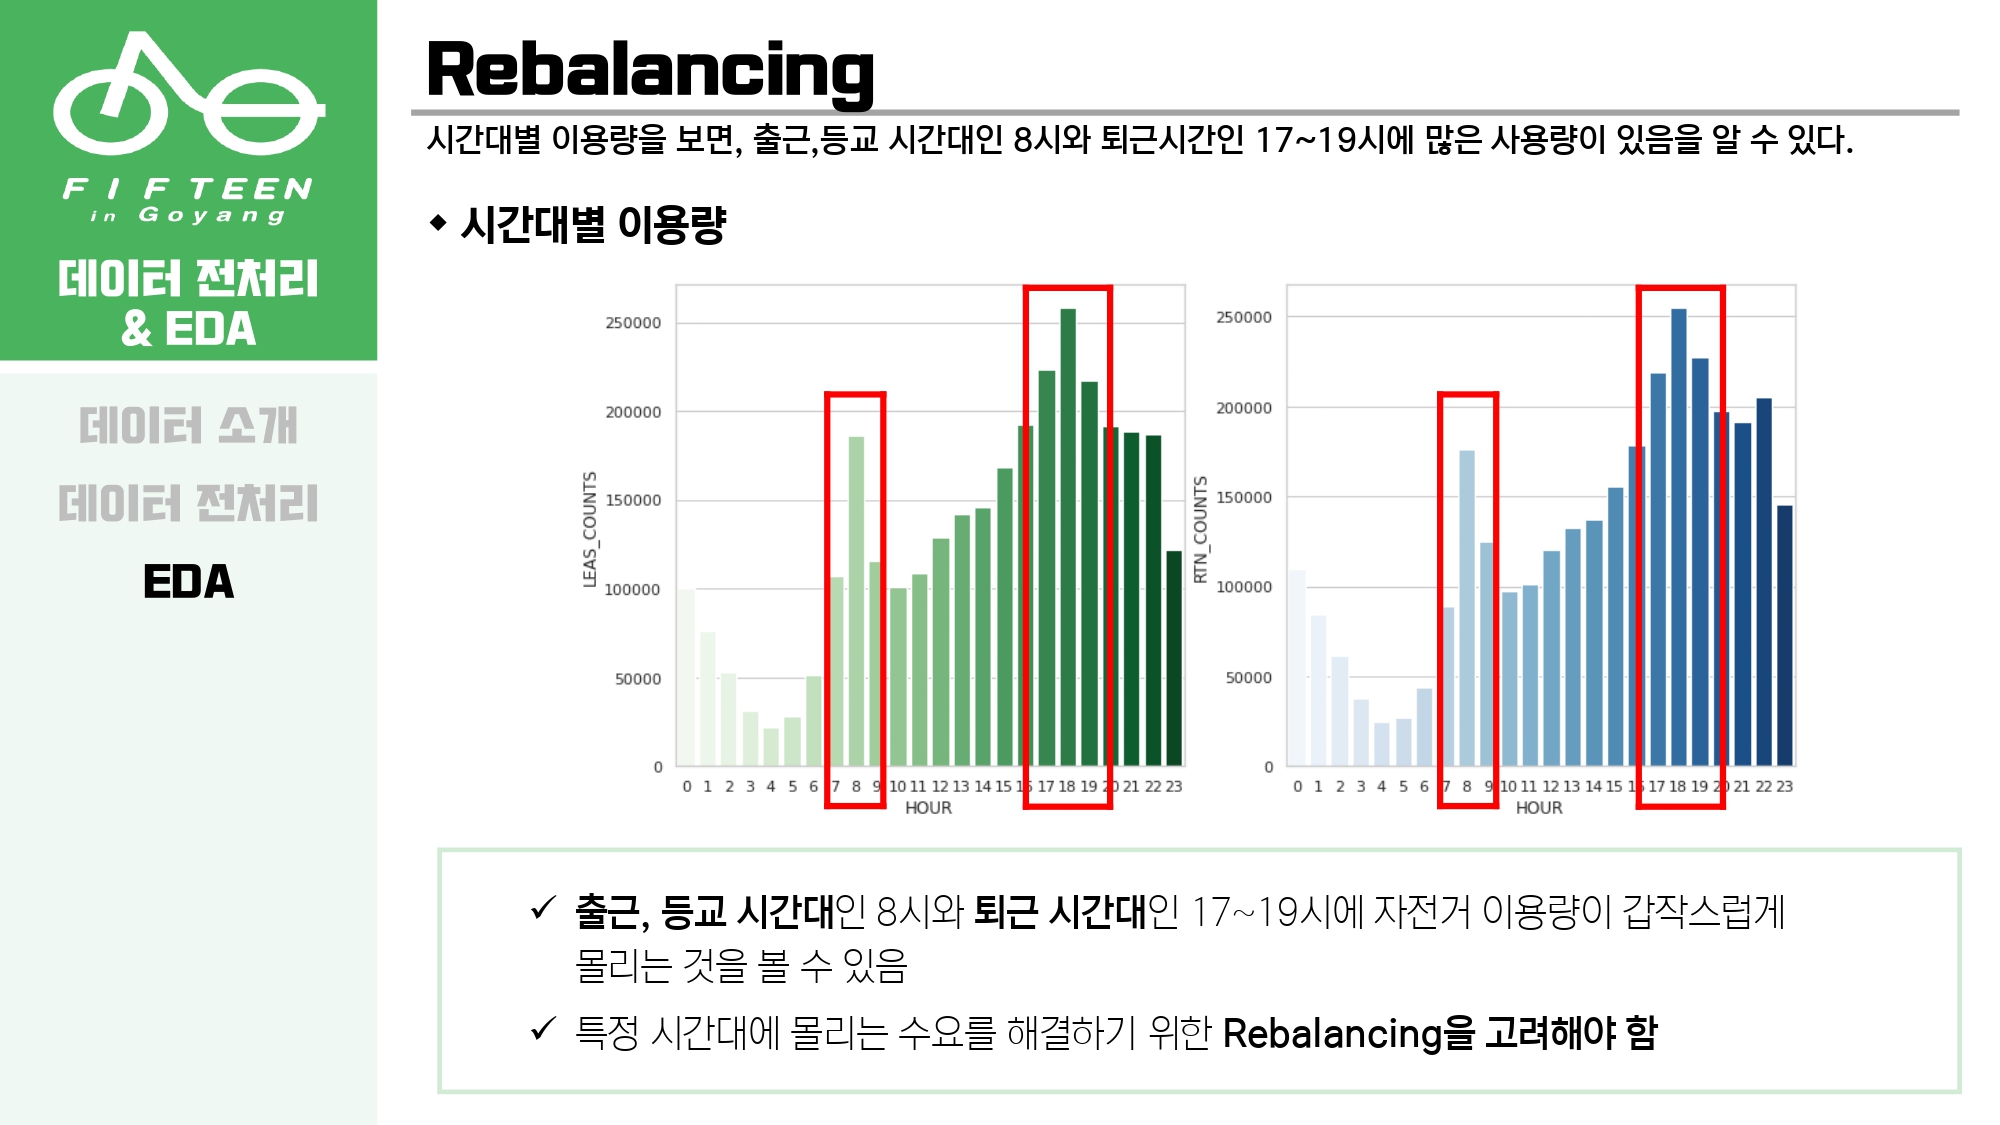 FIFTEEN
in Goyang
데이터 전처리
& EDA
데이터 소개
데이터 전처리
EDA
Rebalancing
시간대별 이용량을 보면, 출근,등교 시간대인 8시와 퇴근시간인 17~19시에 많은 사용량이 있음을 알 수 있다.
◆ 시간대별 이용량
LEAS_COUNTS
250000
200000
150000
100000
50000
0
0 1 2 3 4 5 6 7 8 9 10 11 12 13 14 15 16 17 18 19 20 21 22 23
HOUR
RTN_COUNTS
250000
200000
150000
100000
50000
0
0 1 2 3 4 5 6 7 8 9 10 11 12 13 14 15 16 17 18 19 20 21 22 23
HOUR
✓ 출근, 등교 시간대인 8시와 퇴근 시간대인 17~19시에 자전거 이용량이 갑작스럽게
몰리는 것을 볼 수 있음
✓ 특정 시간대에 몰리는 수요를 해결하기 위한 Rebalancing을 고려해야 함